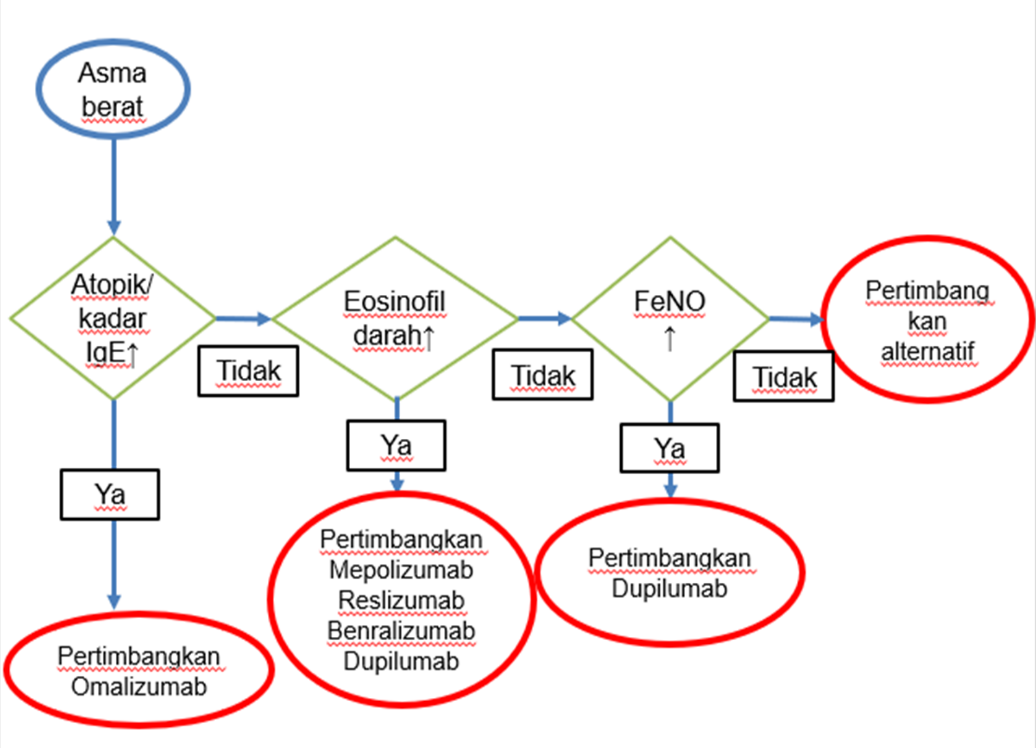 Asma
berat
Atopik/
kadar
IgE↑
Tidak
Ya
Pertimbangkan
Omalizumab
Eosinofil
darah↑
Tidak
Ya
Pertimbangkan
Mepolizumab
Reslizumab
Benralizumab
Dupilumab
FeNO
↑
Tidak
Ya
Pertimbangkan
Dupilumab
Pertimbang
kan
alternatif